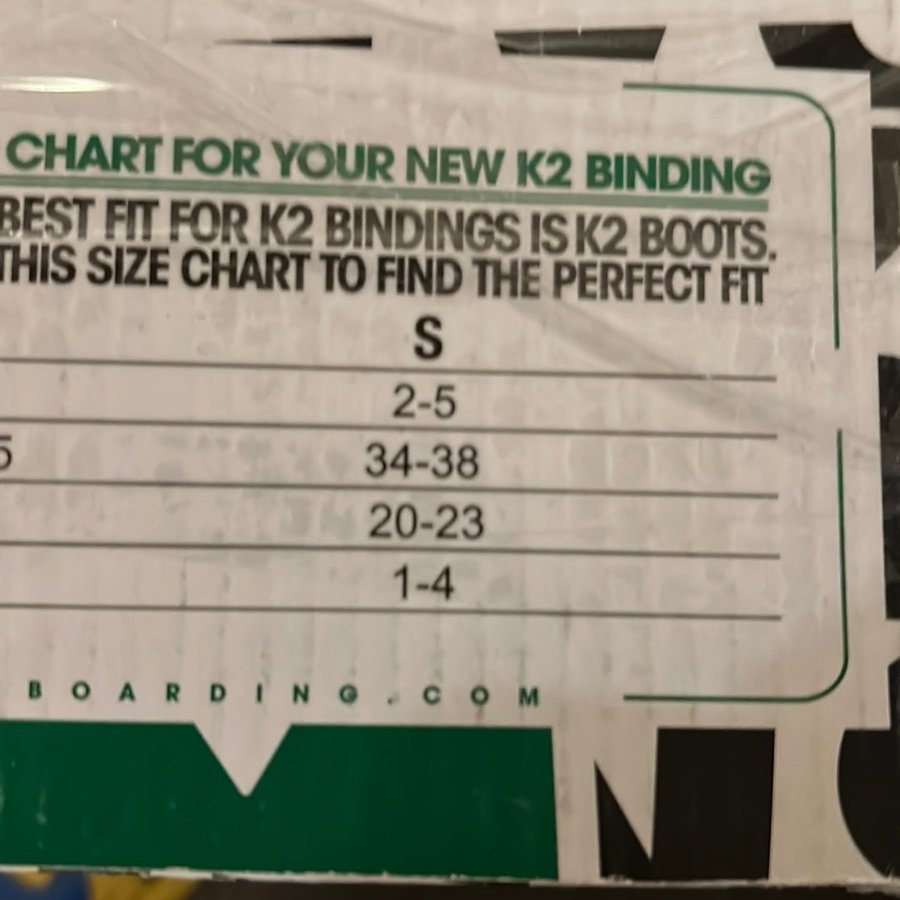 CHART FOR YOUR NEW K2 BINDING
BEST FIT FOR K2 BINDINGS IS K2 BOOTS.
THIS SIZE CHART TO FIND THE PERFECT FIT
S
2-5
5 34-38
20-23
1-4
BOARDING.COM